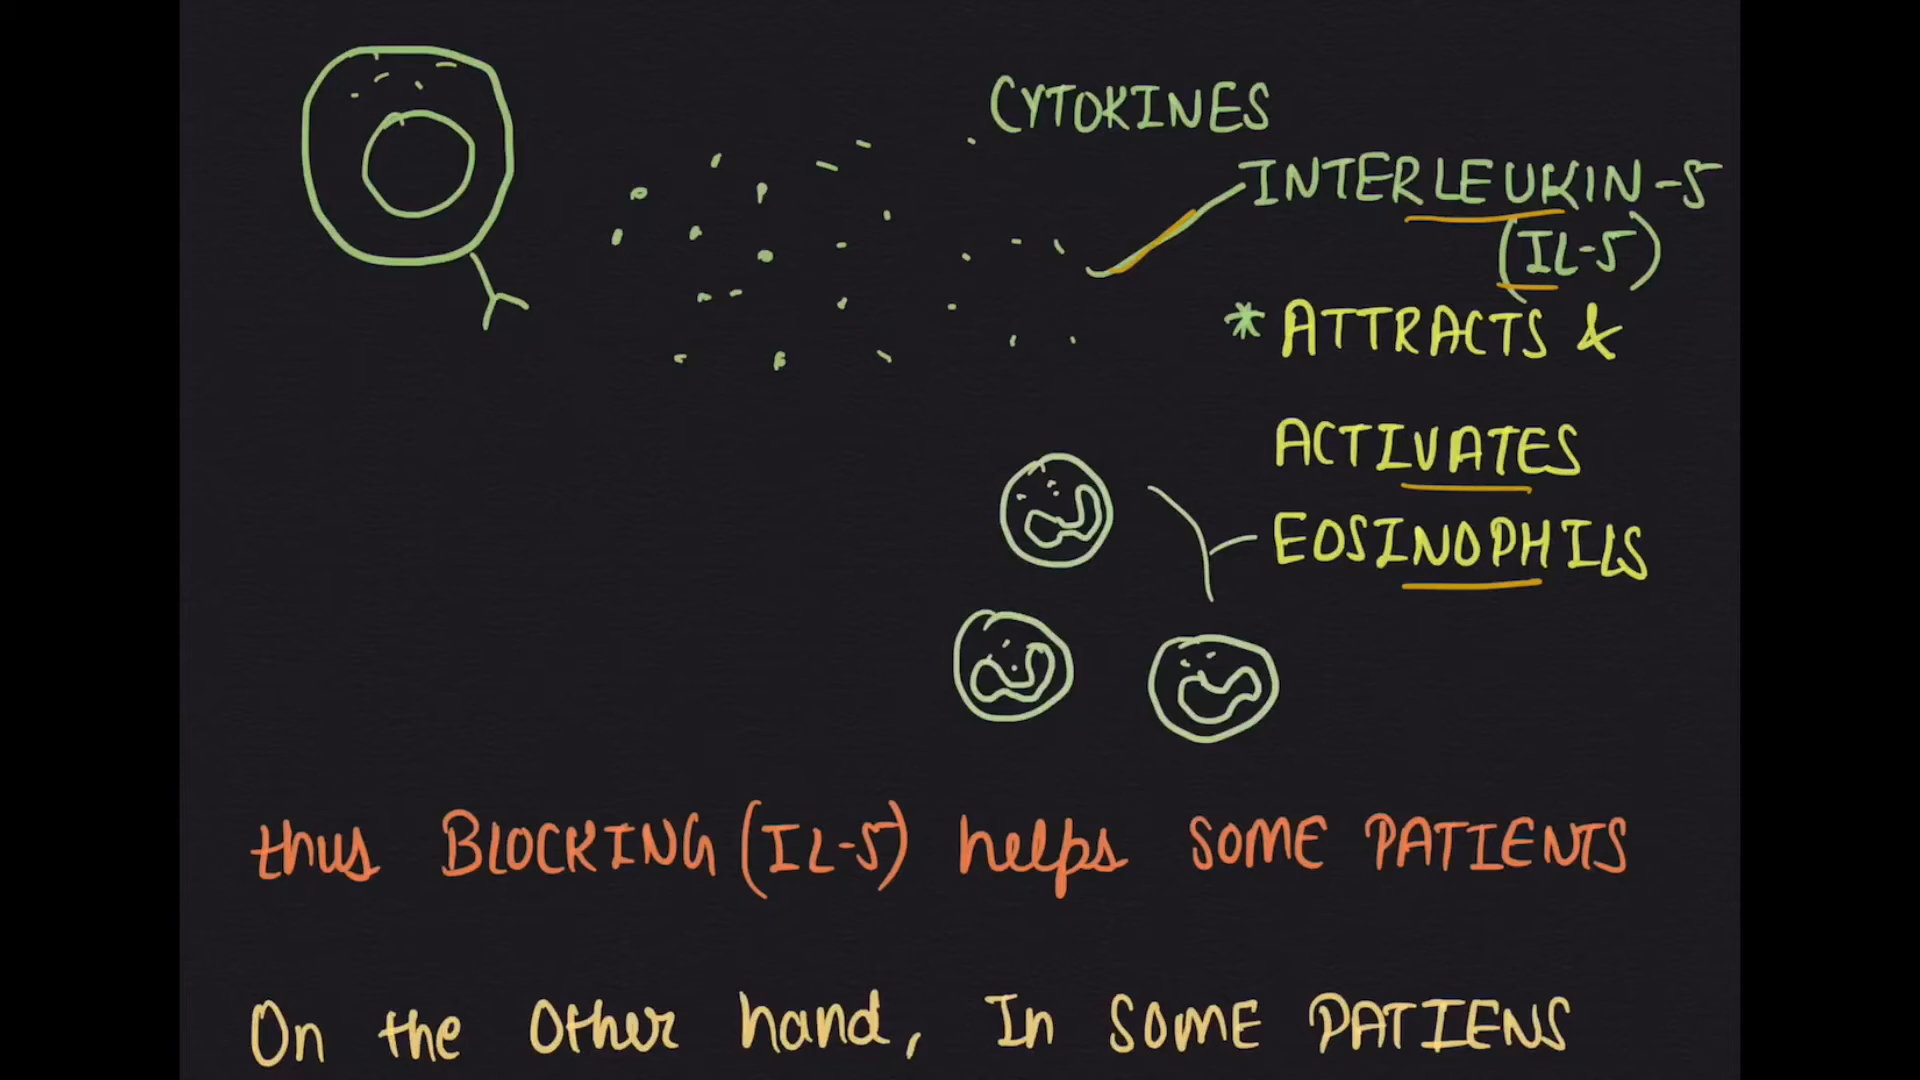 CYTOKINES
INTERLEUKIN-5
(IL-5)
* ATTRACTS &
ACTIVATES
EOSINOPHILS
thus BLOCKING (IL-5) helps SOME PATIENTS
On the Other hand, In SOME PATIENS